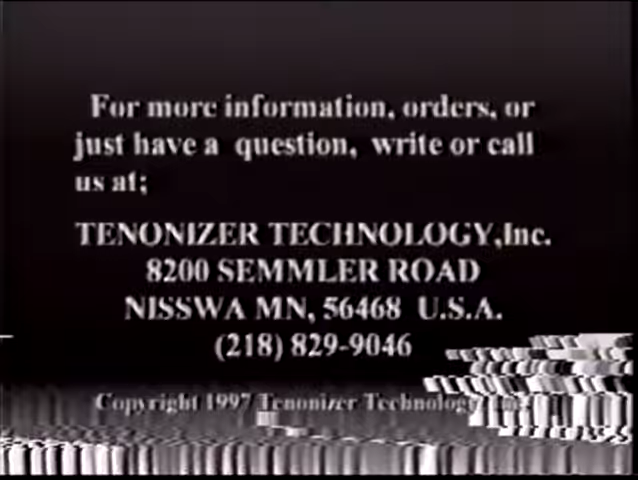 For more information, orders, or
just have a question, write or call
us at;
TENONIZER TECHNOLOGY,Inc.
8200 SEMMLER ROAD
NISSWA MN, 56468 U.S.A.
(218) 829-9046
Copyright 1997 Tenonizer Technology, Inc.